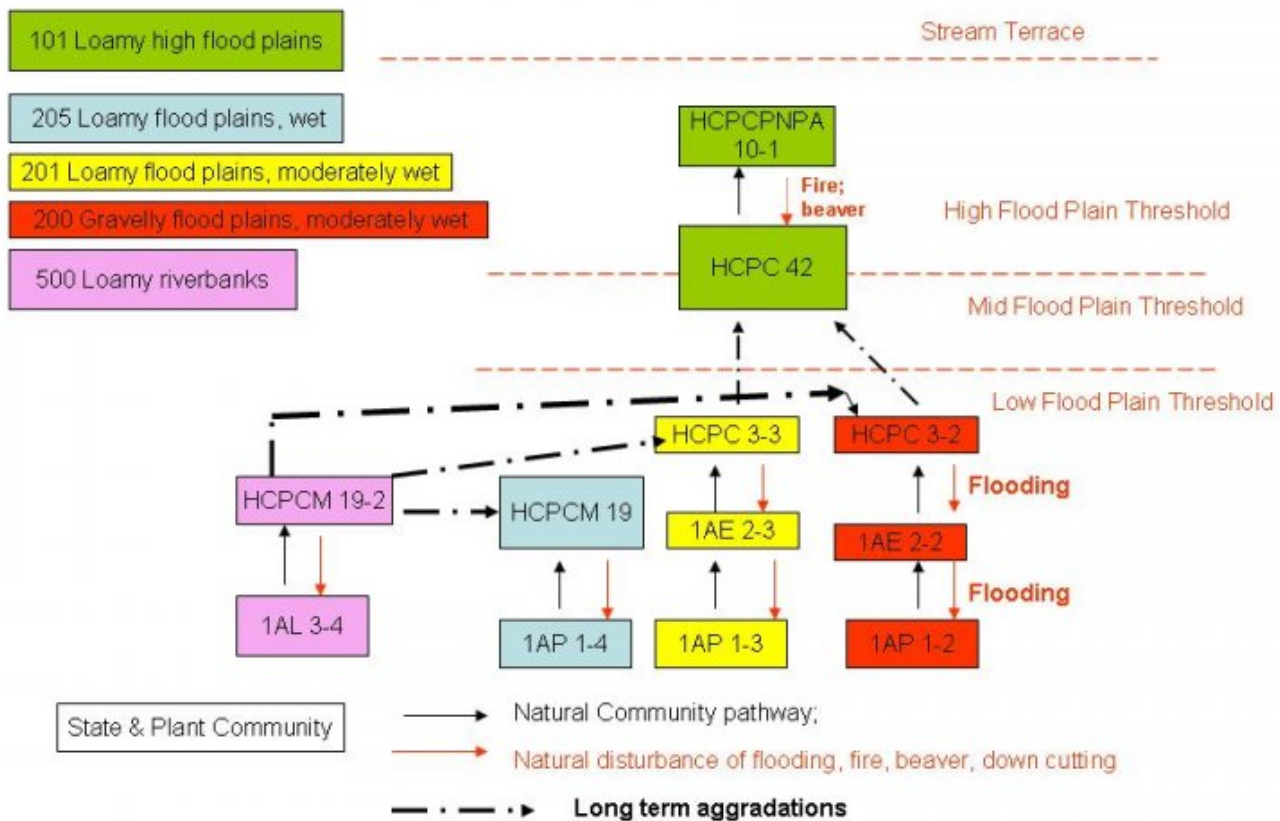 101 Loamy high flood plains
Stream Terrace
205 Loamy flood plains, wet
HCPCPNPA
10-1
201 Loamy flood plains, moderately wet
Fire;
beaver
200 Gravelly flood plains, moderately wet
High Flood Plain Threshold
500 Loamy riverbanks
HCPC 42
Mid Flood Plain Threshold
Low Flood Plain Threshold
HCPC 3-3
HCPC 3-2
HCPCM 19-2
HCPCM 19
Flooding
1AE 2-3
1AE 2-2
Flooding
1AL 3-4
1AP 1-4
1AP 1-3
1AP 1-2
State & Plant Community
Natural Community pathway;
Natural disturbance of flooding, fire, beaver, down cutting
Long term aggradations